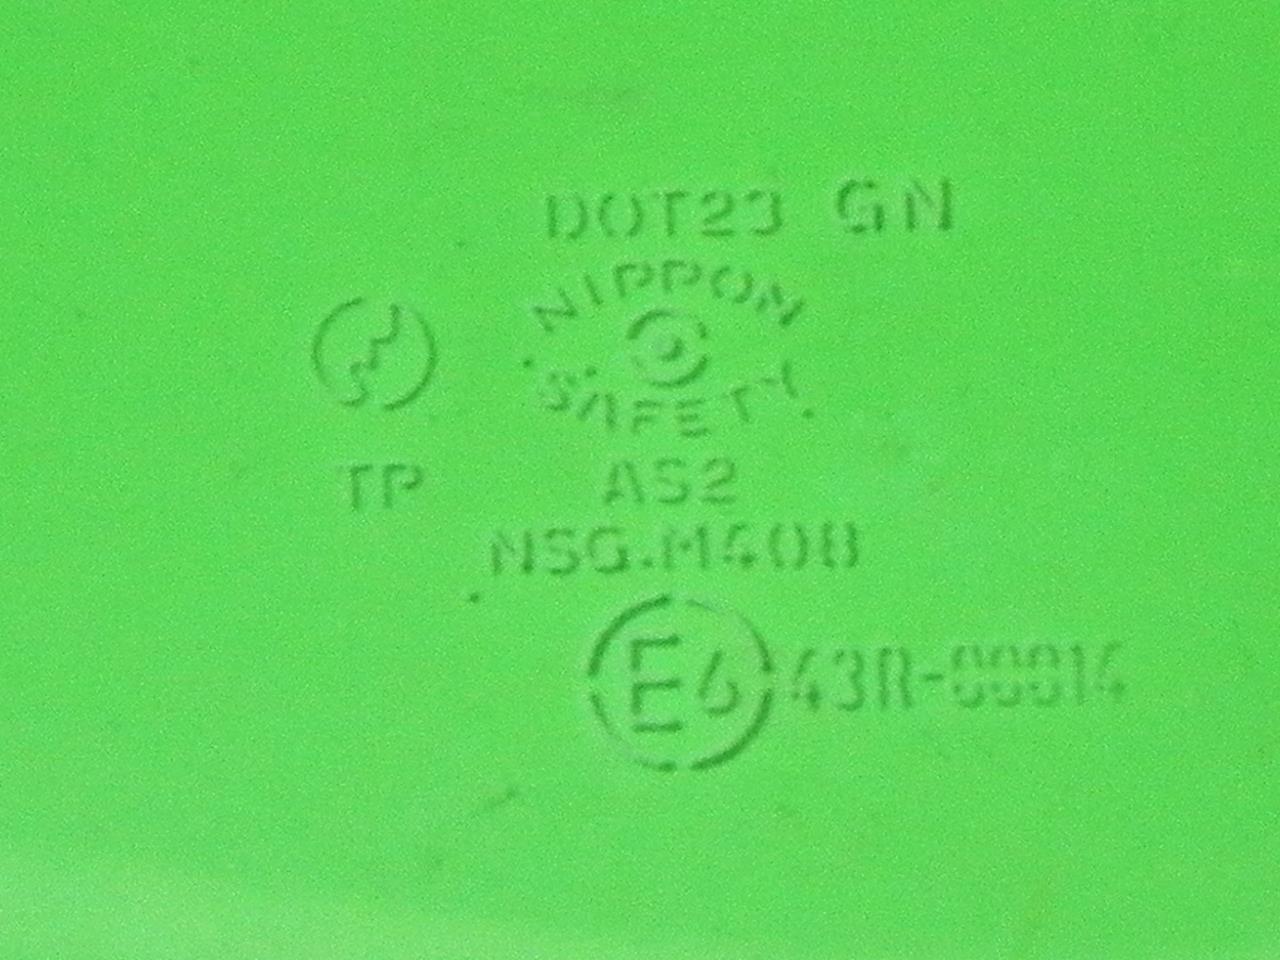 DOT23 GN
NIPPON
SAFETY
TP
AS2
NSG.M408
E6 43R-00014